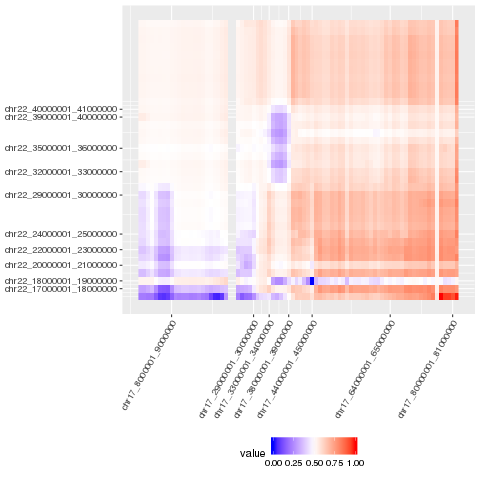 chr22_40000001_41000000
chr22_39000001_40000000
chr22_35000001_36000000
chr22_32000001_33000000
chr22_29000001_30000000
chr22_24000001_25000000
chr22_22000001_23000000
chr22_20000001_21000000
chr22_18000001_19000000
chr22_17000001_18000000
chr17_8000001_9000000
chr17_29000001_30000000
chr17_33000001_34000000
chr17_38000001_39000000
chr17_44000001_45000000
chr17_64000001_65000000
chr17_80000001_81000000
value
0.00 0.25 0.50 0.75 1.00